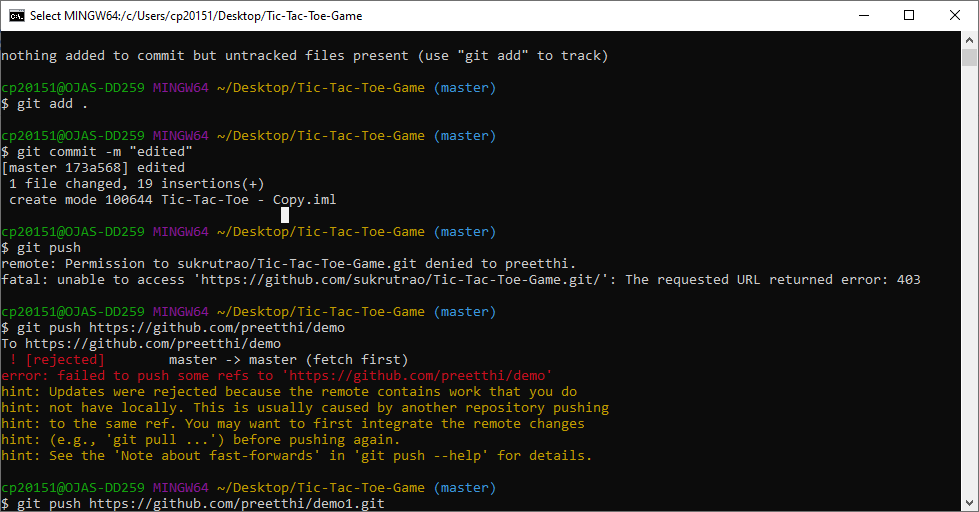 Select MINGW64:/c/Users/cp20151/Desktop/Tic-Tac-Toe-Game
nothing added to commit but untracked files present (use "git add" to track)
cp20151@OJAS-DD259 MINGW64 ~/Desktop/Tic-Tac-Toe-Game (master)
$ git add .
cp20151@OJAS-DD259 MINGW64 ~/Desktop/Tic-Tac-Toe-Game (master)
$ git commit -m "edited"
[master 173a568] edited
 1 file changed, 19 insertions(+)
 create mode 100644 Tic-Tac-Toe - Copy.iml
cp20151@OJAS-DD259 MINGW64 ~/Desktop/Tic-Tac-Toe-Game (master)
$ git push
remote: Permission to sukrutrao/Tic-Tac-Toe-Game.git denied to preetthi.
fatal: unable to access 'https://github.com/sukrutrao/Tic-Tac-Toe-Game.git/': The requested URL returned error: 403
cp20151@OJAS-DD259 MINGW64 ~/Desktop/Tic-Tac-Toe-Game (master)
$ git push https://github.com/preetthi/demo
To https://github.com/preetthi/demo
 ! [rejected]        master -> master (fetch first)
error: failed to push some refs to 'https://github.com/preetthi/demo'
hint: Updates were rejected because the remote contains work that you do
hint: not have locally. This is usually caused by another repository pushing
hint: to the same ref. You may want to first integrate the remote changes
hint: (e.g., 'git pull ...') before pushing again.
hint: See the 'Note about fast-forwards' in 'git push --help' for details.
cp20151@OJAS-DD259 MINGW64 ~/Desktop/Tic-Tac-Toe-Game (master)
$ git push https://github.com/preetthi/demo1.git